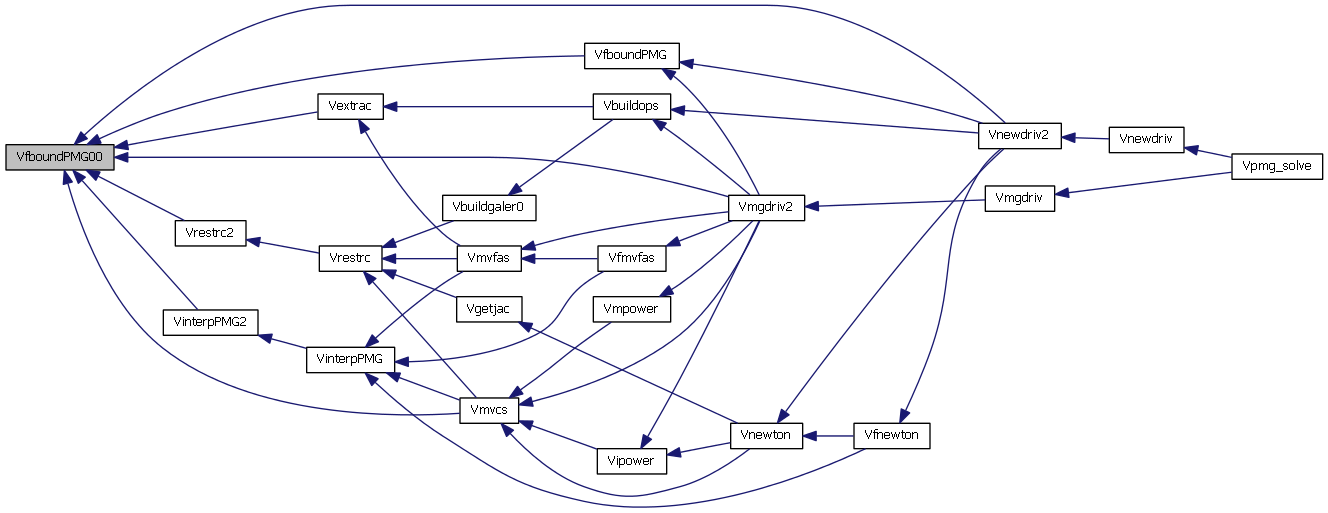 VfboundPMG00
VfboundPMG
Vextrac
Vbuildops
Vnewdriv2
Vnewdriv
Vpmg_solve
Vbuildgaler0
Vmgdriv2
Vmgdriv
Vrestrc2
Vrestrc
Vmvfas
Vfmvfas
Vgetjac
Vmpower
VinterpPMG2
VinterpPMG
Vmvcs
Vnewton
Vfnewton
Vipower